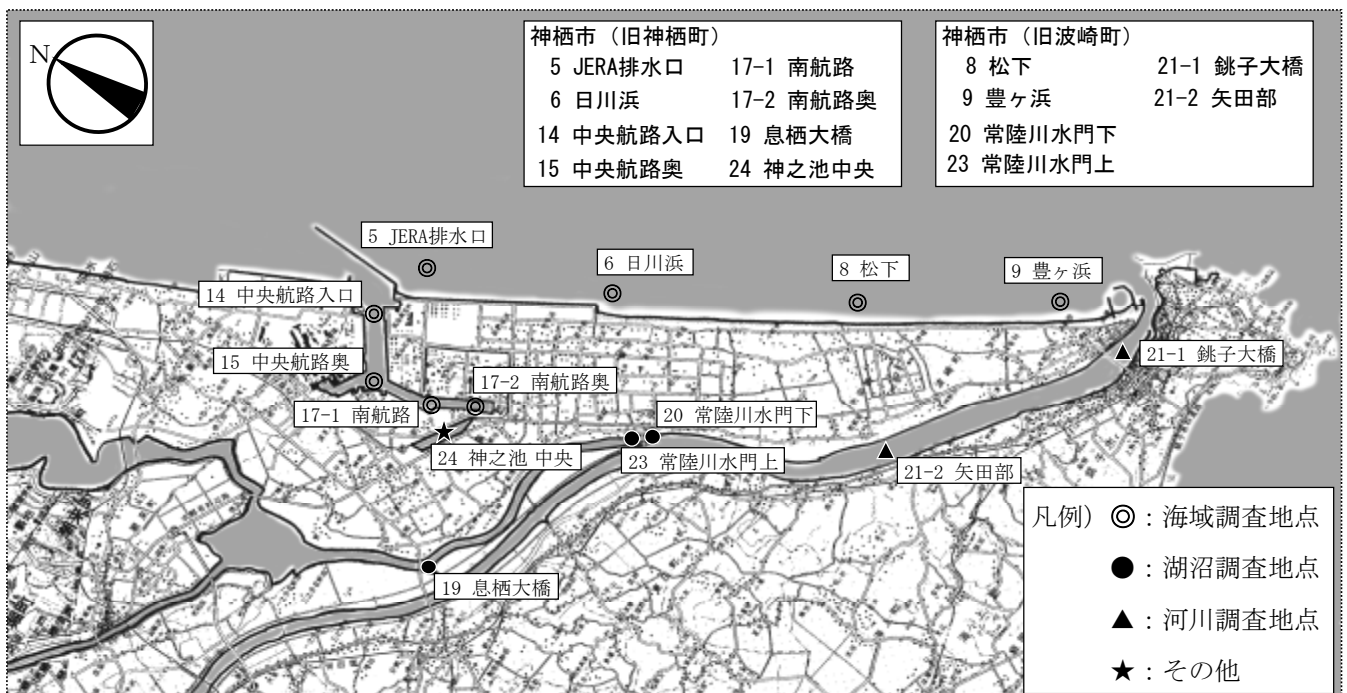 N
神栖市（旧神栖町）
5 JERA排水口 17-1 南航路
6 日川浜 17-2 南航路奥
14 中央航路入口 19 息栖大橋
15 中央航路奥 24 神之池中央
神栖市（旧波崎町）
8 松下 21-1 銚子大橋
9 豊ヶ浜 21-2 矢田部
20 常陸川水門下
23 常陸川水門上
5 JERA排水口
6 日川浜
8 松下
9 豊ヶ浜
14 中央航路入口
15 中央航路奥
21-1 銚子大橋
17-2 南航路奥
17-1 南航路
20 常陸川水門下
24 神之池 中央
23 常陸川水門上
21-2 矢田部
19 息栖大橋
凡例）◎：海域調査地点
●：湖沼調査地点
▲：河川調査地点
★：その他